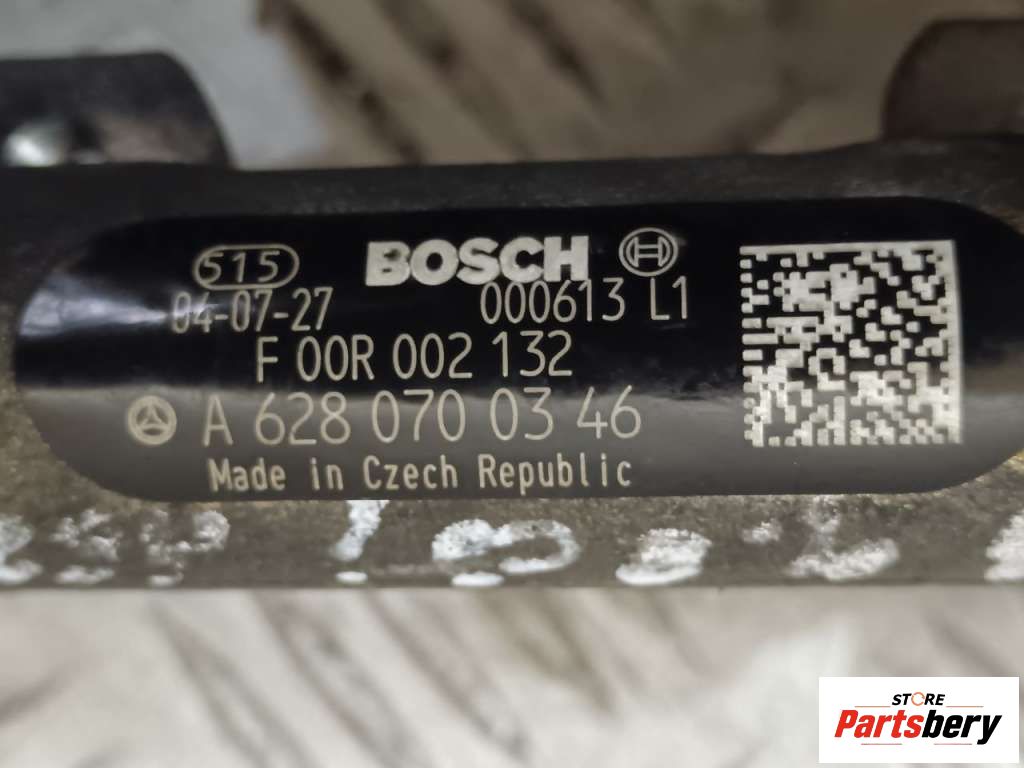 515 BOSCH
04-07-27 000613 L1
F 00R 002 132
A 628 070 03 46
Made in Czech Republic
STORE
Partsbery